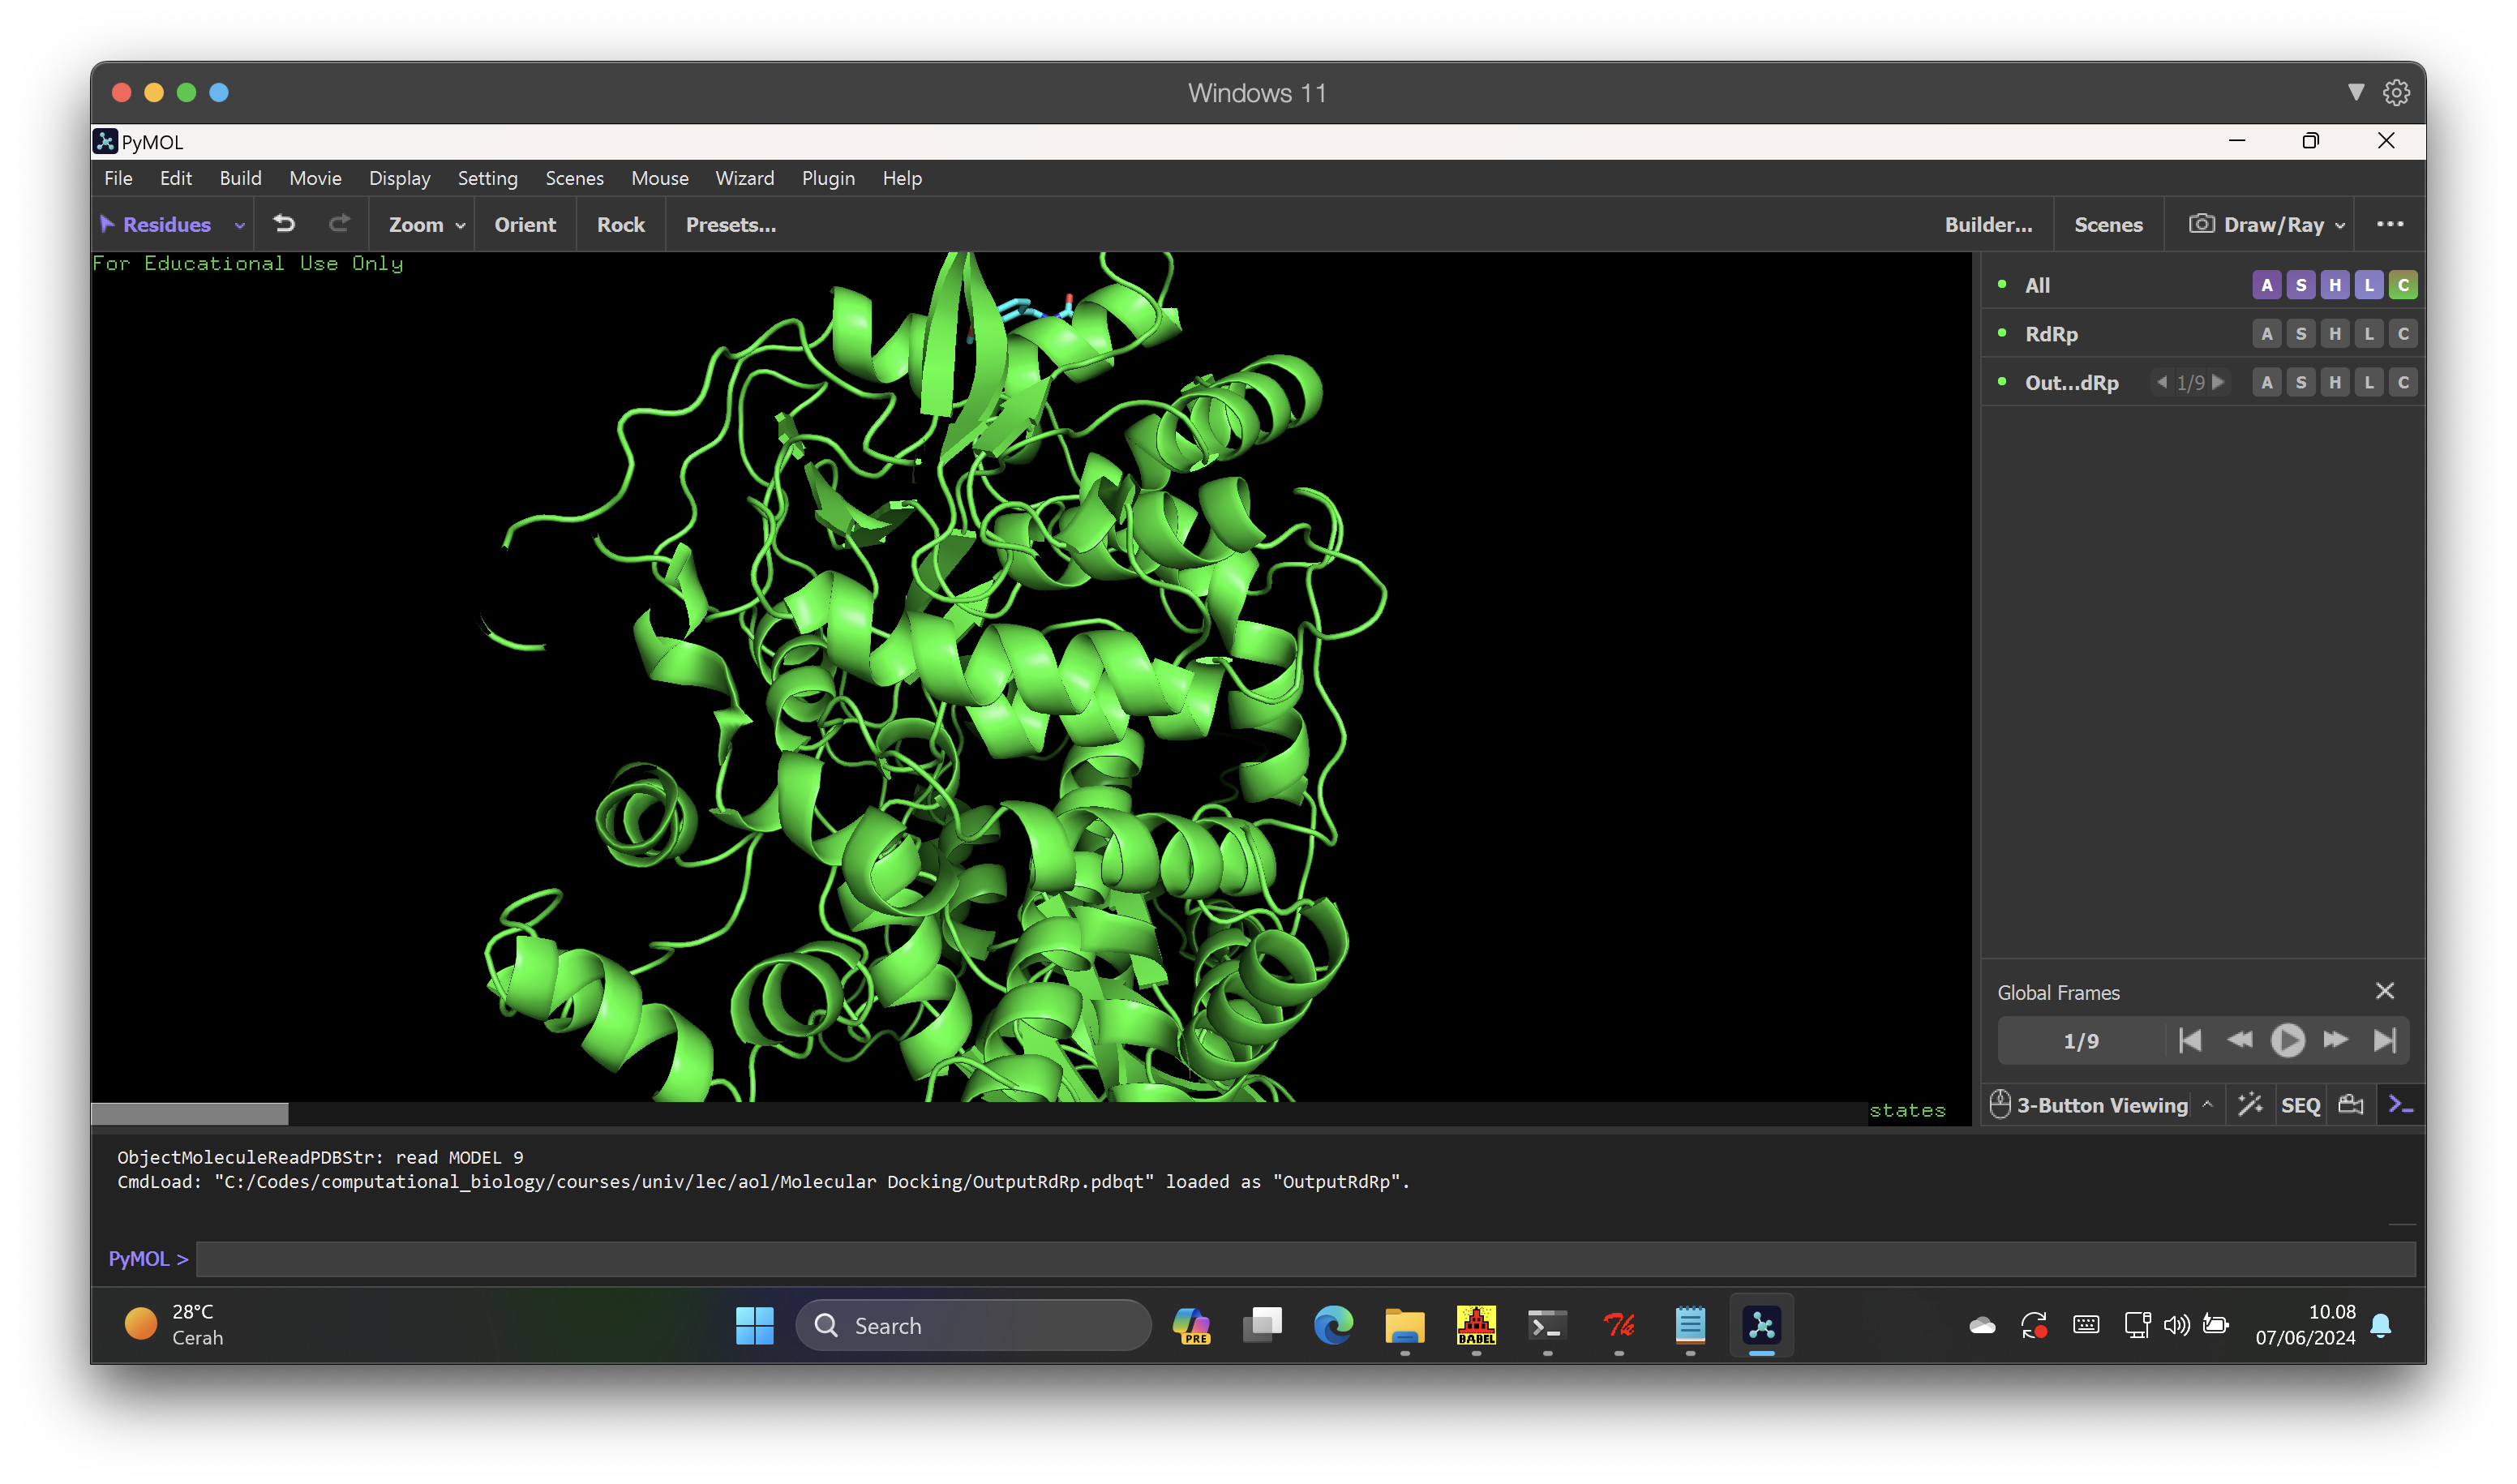 Windows 11
PyMOL
File Edit Build Movie Display Setting Scenes Mouse Wizard Plugin Help
Residues Zoom Orient Rock Presets... Builder... Scenes Draw/Ray
For Educational Use Only
All A S H L C
RdRp A S H L C
Out...dRp 1/9 A S H L C
Global Frames
1/9
3-Button Viewing SEQ
states
ObjectMoleculeReadPDBStr: read MODEL 9
CmdLoad: "C:/Codes/computational_biology/courses/univ/lec/aol/Molecular Docking/OutputRdRp.pdbqt" loaded as "OutputRdRp".
PyMOL >
28°C
Cerah
Search
PRE
BABEL
Tk
10.08
07/06/2024